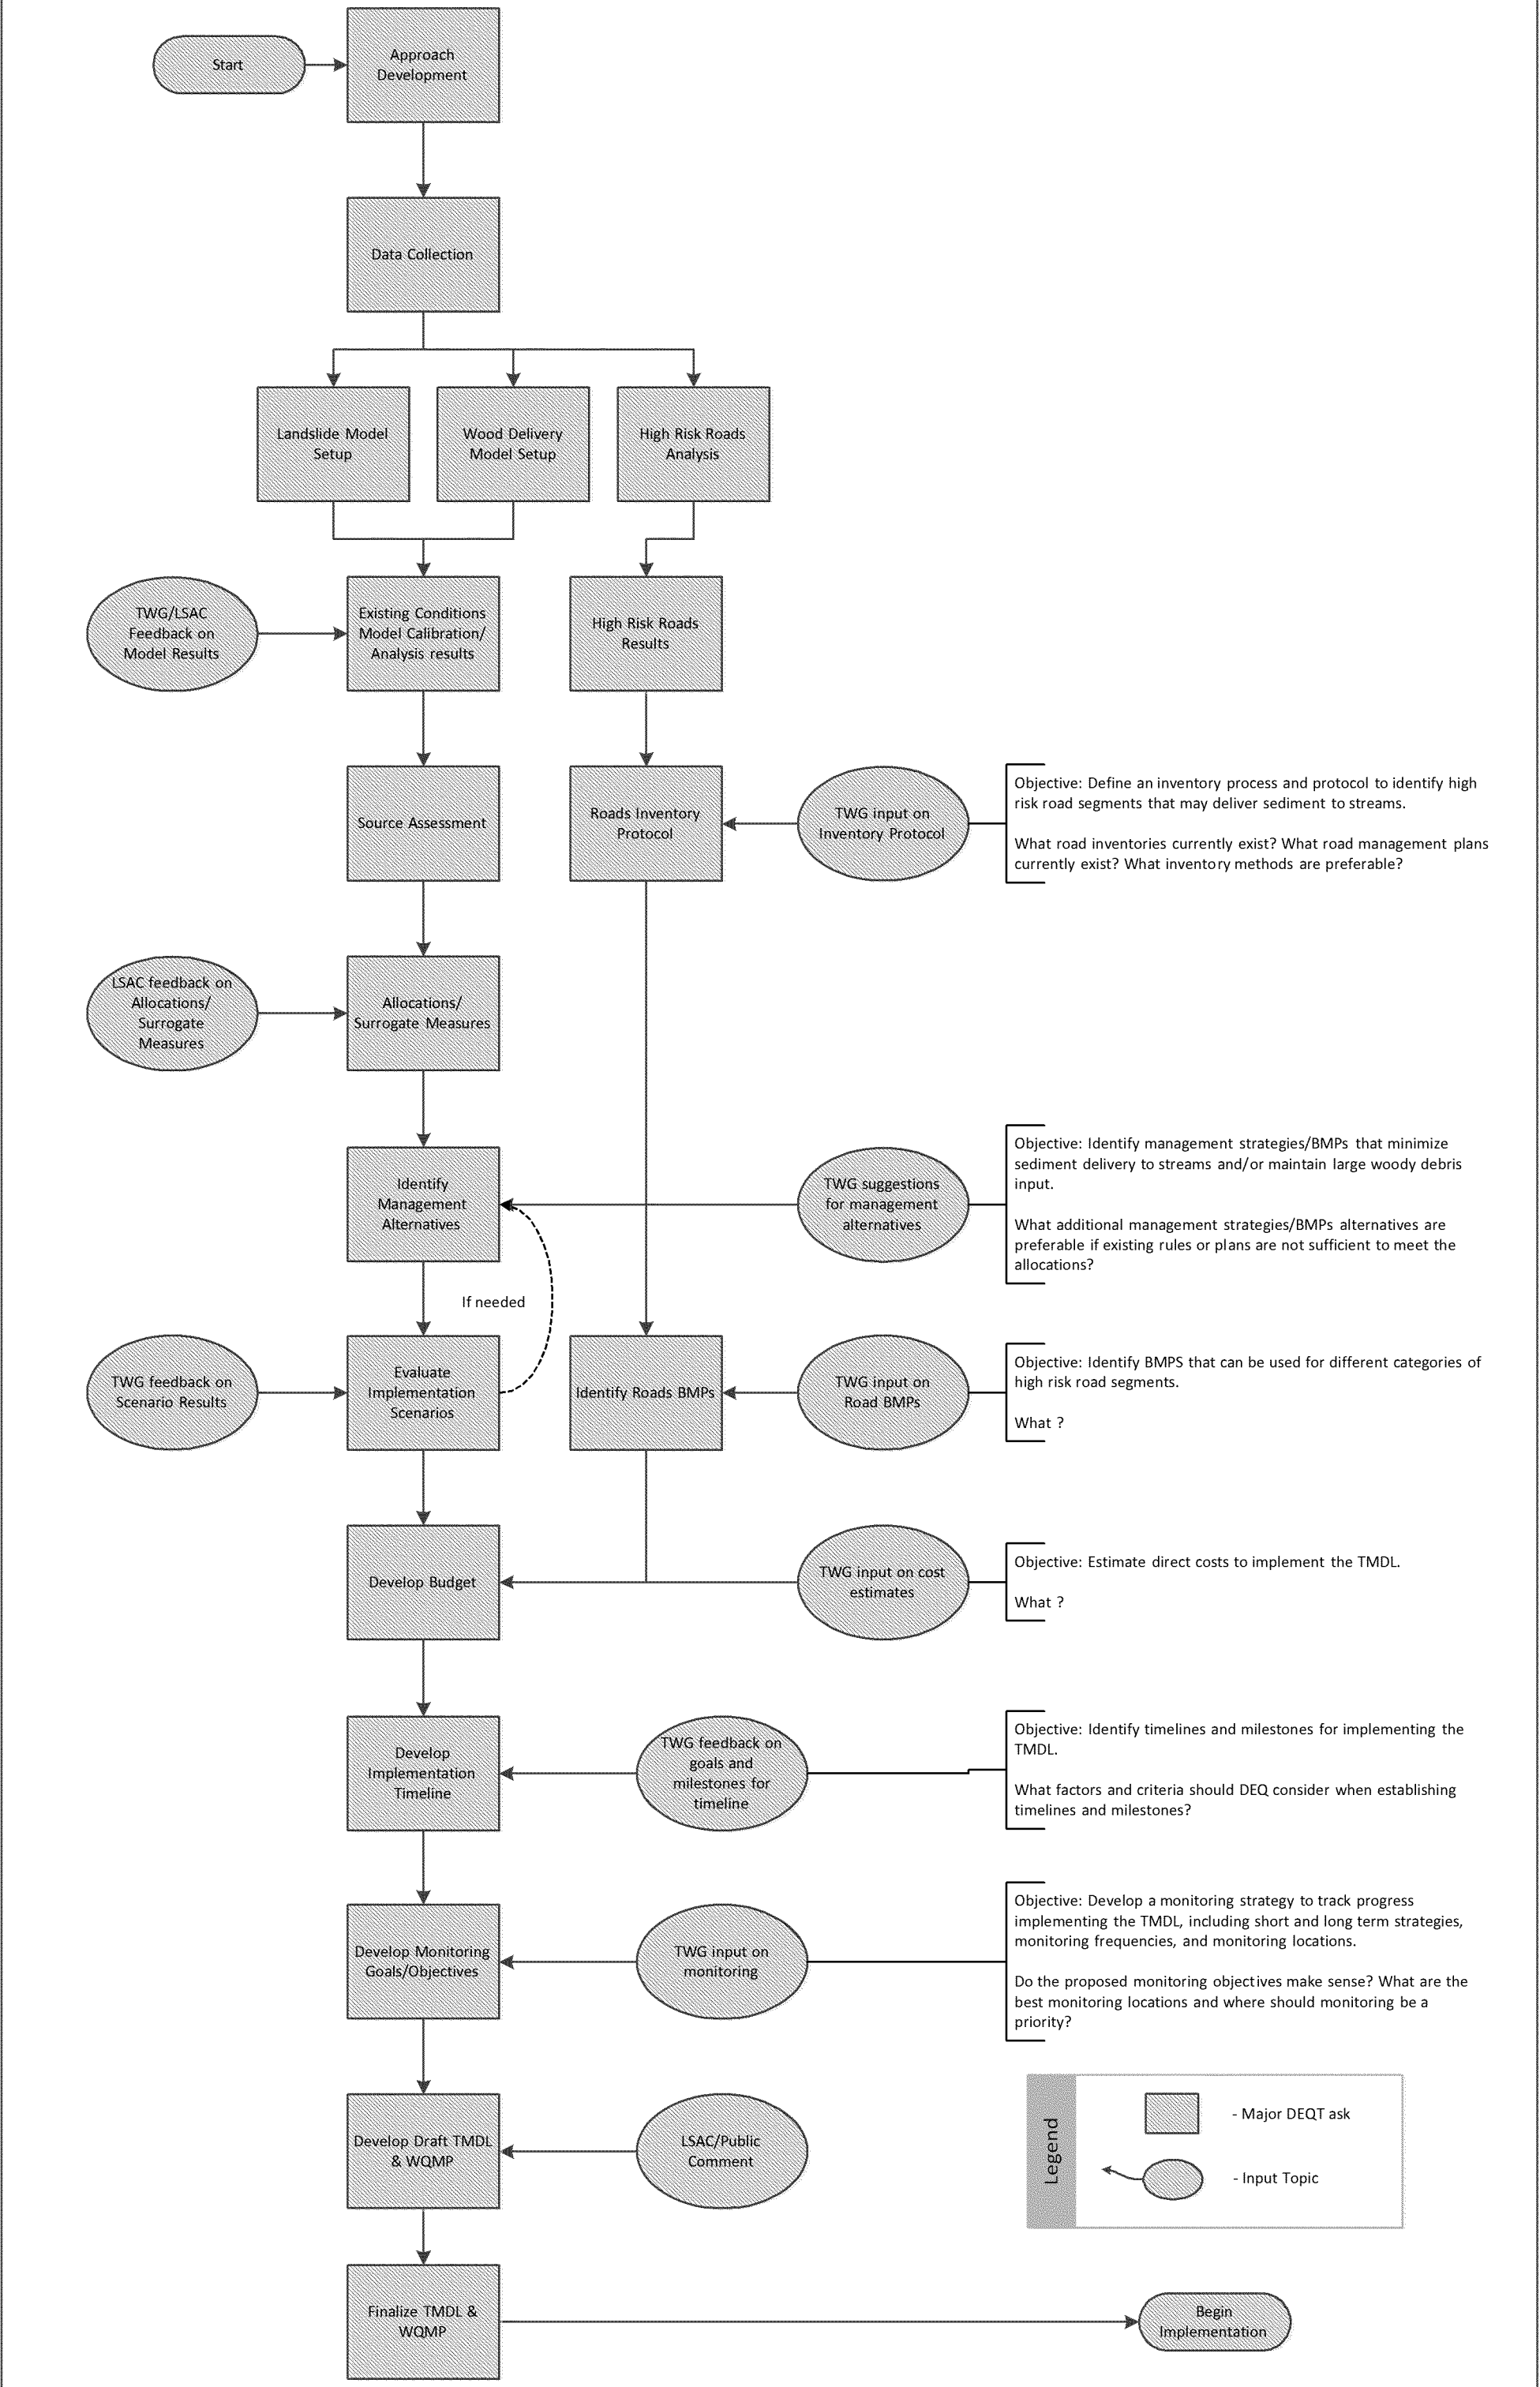 Start
Approach
Development
Data Collection
Landslide Model
Setup
Wood Delivery
Model Setup
High Risk Roads
Analysis
TWG/LSAC
Feedback on
Model Results
Existing Conditions
Model Calibration/
Analysis results
High Risk Roads
Results
Source Assessment
Roads Inventory
Protocol
TWG input on
Inventory Protocol
Objective: Define an inventory process and protocol to identify high
risk road segments that may deliver sediment to streams.
What road inventories currently exist? What road management plans
currently exist? What inventory methods are preferable?
LSAC feedback on
Allocations/
Surrogate
Measures
Allocations/
Surrogate Measures
Identify
Management
Alternatives
TWG suggestions
for management
alternatives
Objective: Identify management strategies/BMPs that minimize
sediment delivery to streams and/or maintain large woody debris
input.
What additional management strategies/BMPs alternatives are
preferable if existing rules or plans are not sufficient to meet the
allocations?
If needed
TWG feedback on
Scenario Results
Evaluate
Implementation
Scenarios
Identify Roads BMPs
TWG input on
Road BMPs
Objective: Identify BMPS that can be used for different categories of
high risk road segments.
What ?
Develop Budget
TWG input on cost
estimates
Objective: Estimate direct costs to implement the TMDL.
What ?
Develop
Implementation
Timeline
TWG feedback on
goals and
milestones for
timeline
Objective: Identify timelines and milestones for implementing the
TMDL.
What factors and criteria should DEQ consider when establishing
timelines and milestones?
Develop Monitoring
Goals/Objectives
TWG input on
monitoring
Objective: Develop a monitoring strategy to track progress
implementing the TMDL, including short and long term strategies,
monitoring frequencies, and monitoring locations.
Do the proposed monitoring objectives make sense? What are the
best monitoring locations and where should monitoring be a
priority?
Develop Draft TMDL
& WQMP
LSAC/Public
Comment
Legend
- Major DEQT ask
- Input Topic
Finalize TMDL &
WQMP
Begin
Implementation